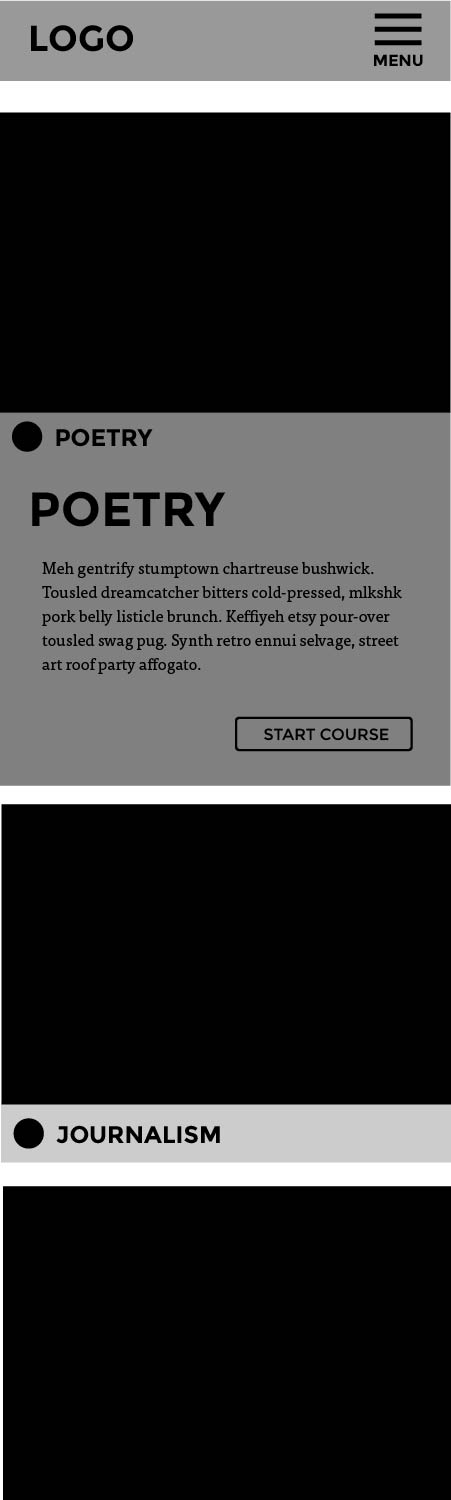 LOGO
MENU
POETRY
POETRY
Meh gentrify stumptown chartreuse bushwick.
Tousled dreamcatcher bitters cold-pressed, mlkshk
pork belly listicle brunch. Keffiyeh etsy pour-over
tousled swag pug. Synth retro ennui selvage, street
art roof party affogato.
START COURSE
JOURNALISM